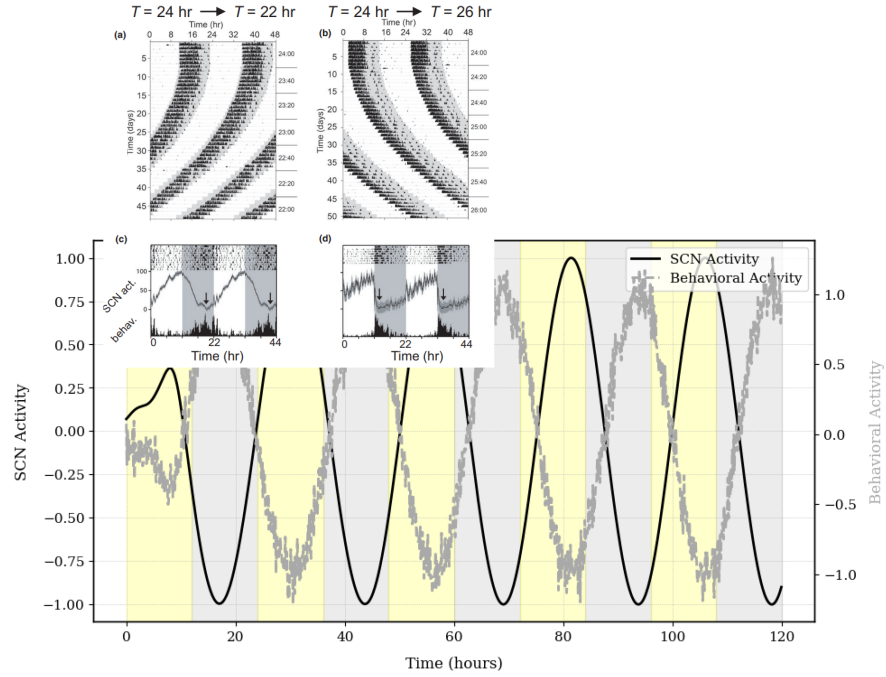 T = 24 hr → T = 22 hr
T = 24 hr → T = 26 hr
Time (hr)
Time (hr)
(a)
0 8 16 24 32 40 48
(b)
0 8 16 24 32 40 48
Time (days)
5
10
15
20
25
30
35
40
45
24:00
23:40
23:20
23:00
22:40
22:20
22:00
Time (days)
5
10
15
20
25
30
35
40
45
50
24:00
24:20
24:40
25:00
25:20
25:40
26:00
(c)
SCN act.
behav.
100
50
0
0 22 44
Time (hr)
(d)
0 22 44
Time (hr)
SCN Activity
Behavioral Activity
SCN Activity
1.00
0.75
0.50
0.25
0.00
−0.25
−0.50
−0.75
−1.00
1.0
0.5
0.0
−0.5
−1.0
Behavioral Activity
0 20 40 60 80 100 120
Time (hours)